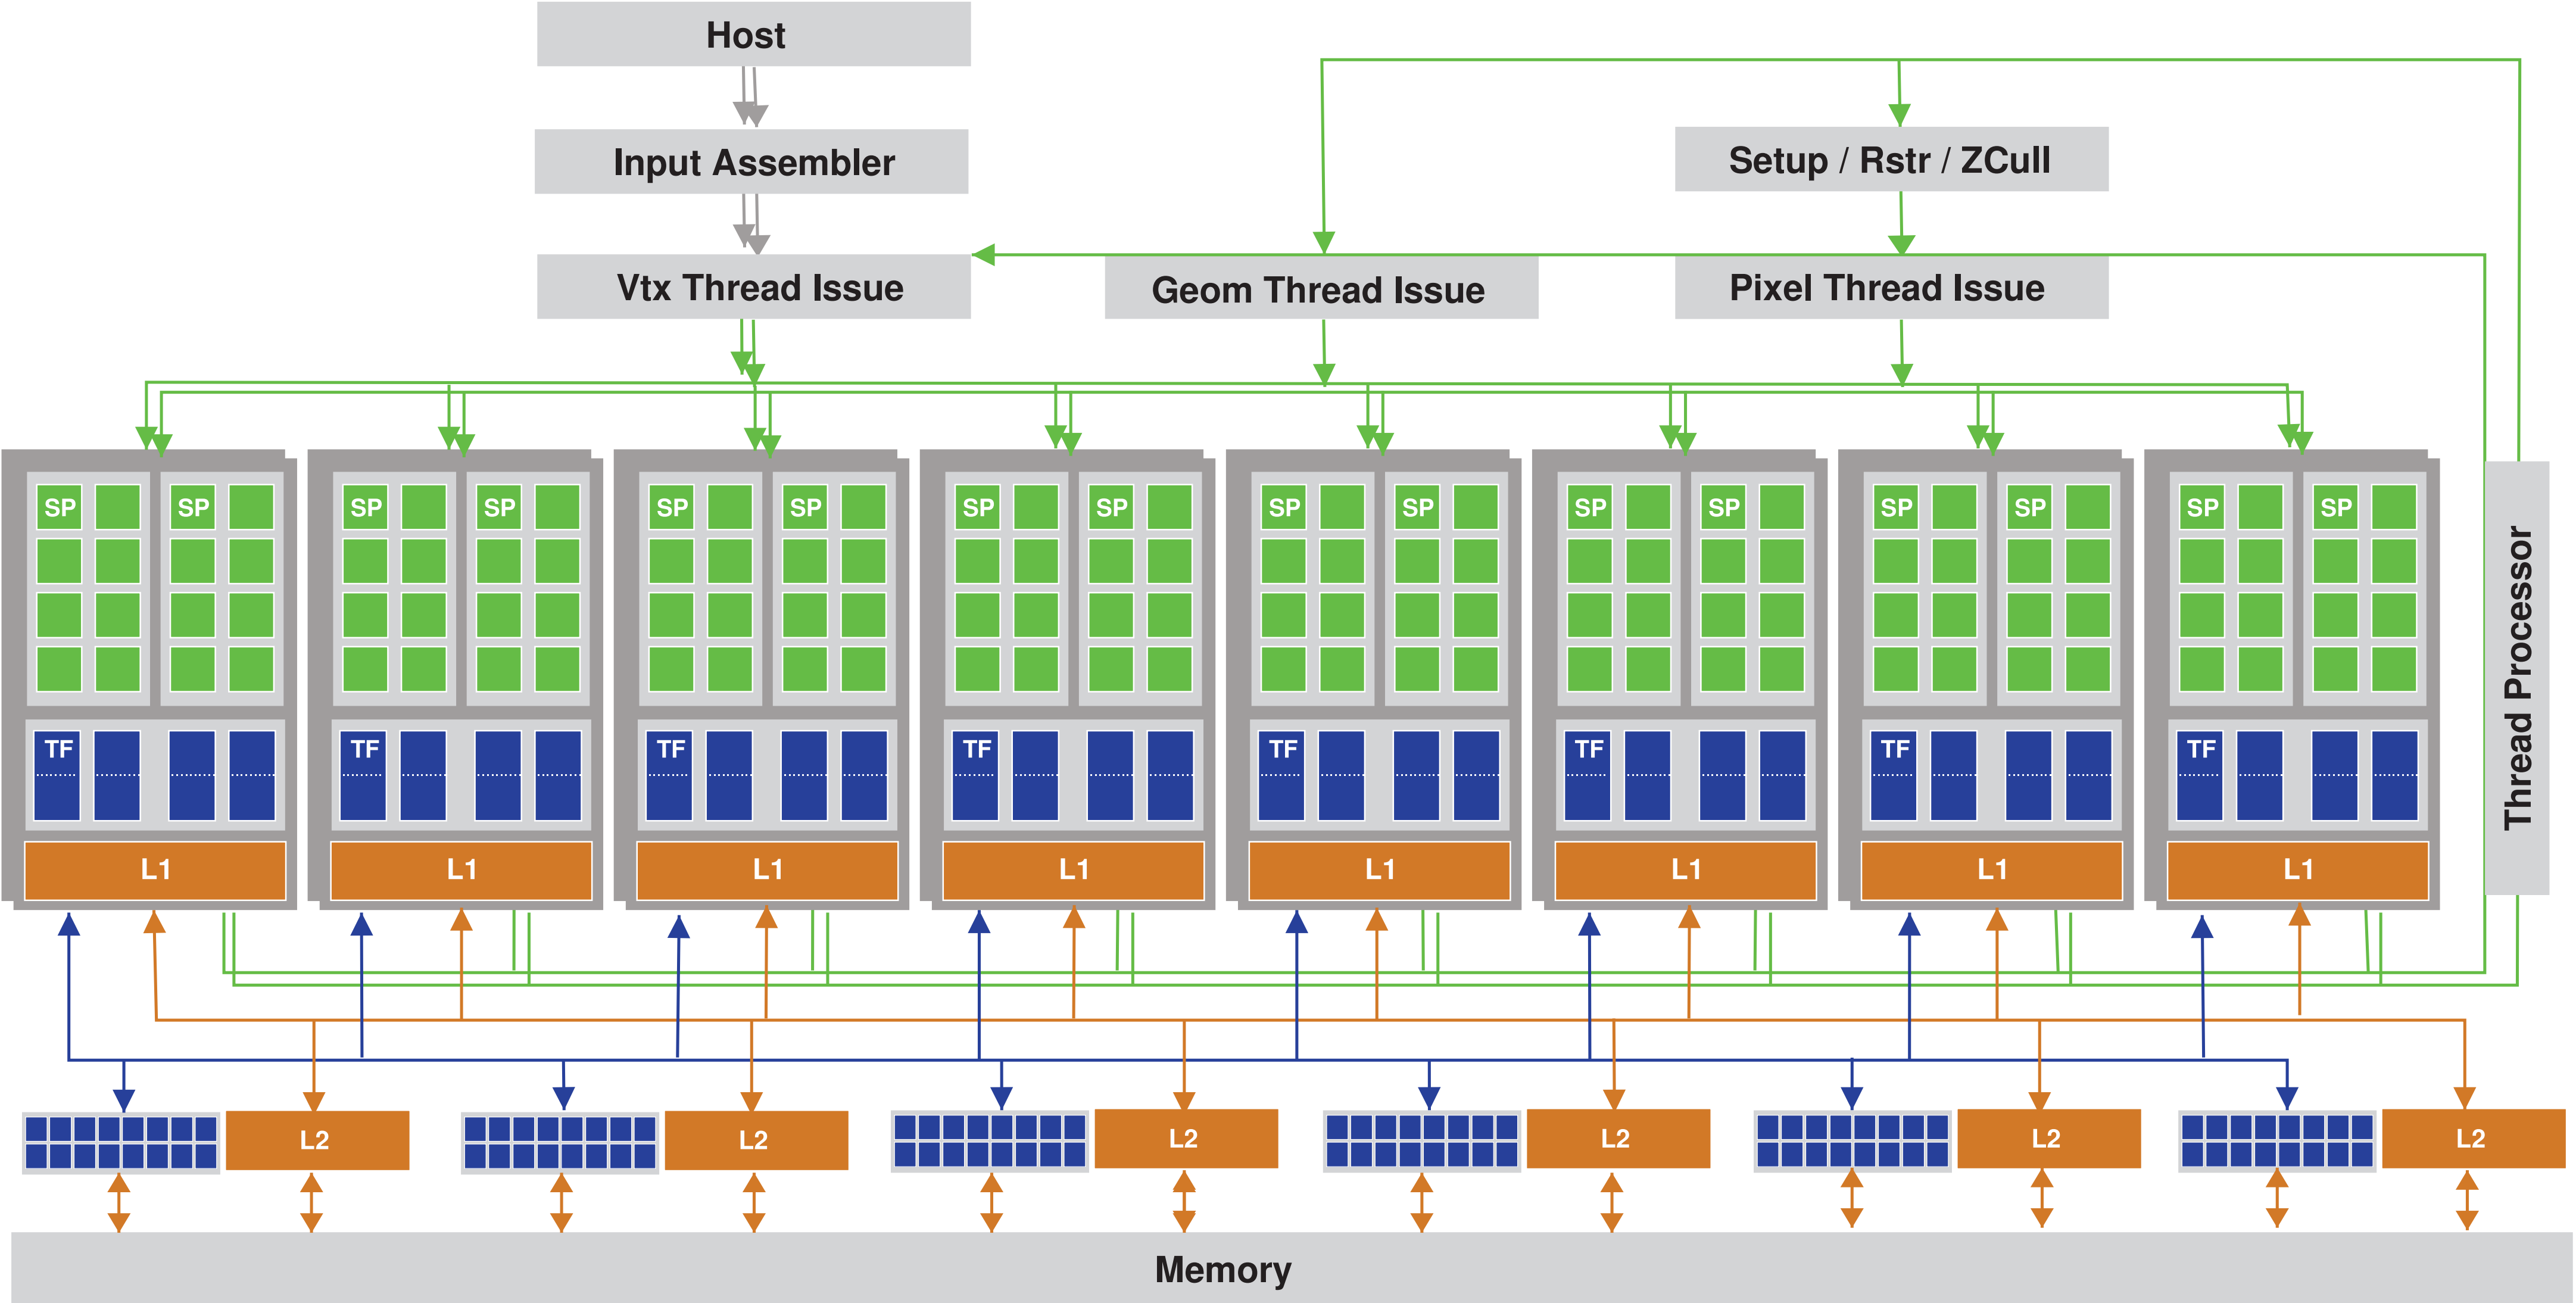 Host
Input Assembler
Setup / Rstr / ZCull
Vtx Thread Issue
Geom Thread Issue
Pixel Thread Issue
SP SP SP SP SP SP SP SP SP SP SP SP SP SP SP SP
Thread Processor
TF TF TF TF TF TF TF TF
L1 L1 L1 L1 L1 L1 L1 L1
L2 L2 L2 L2 L2 L2
Memory